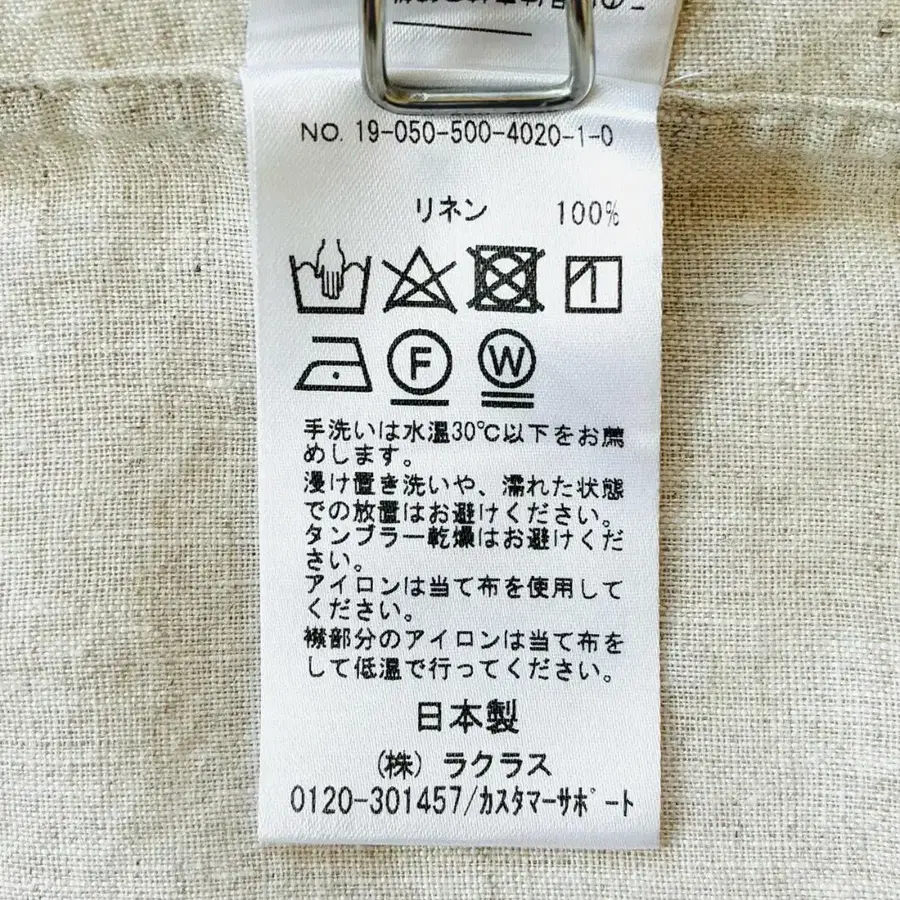 NO. 19-050-500-4020-1-0
リネン 100%
F W
手洗いは水温30℃以下をお薦
めします。
浸け置き洗いや、濡れた状態
での放置はお避けください。
タンブラー乾燥はお避けくだ
さい。
アイロンは当て布を使用して
ください。
襟部分のアイロンは当て布を
して低温で行ってください。
日本製
(株) ラクラス
0120-301457/カスタマーサポート